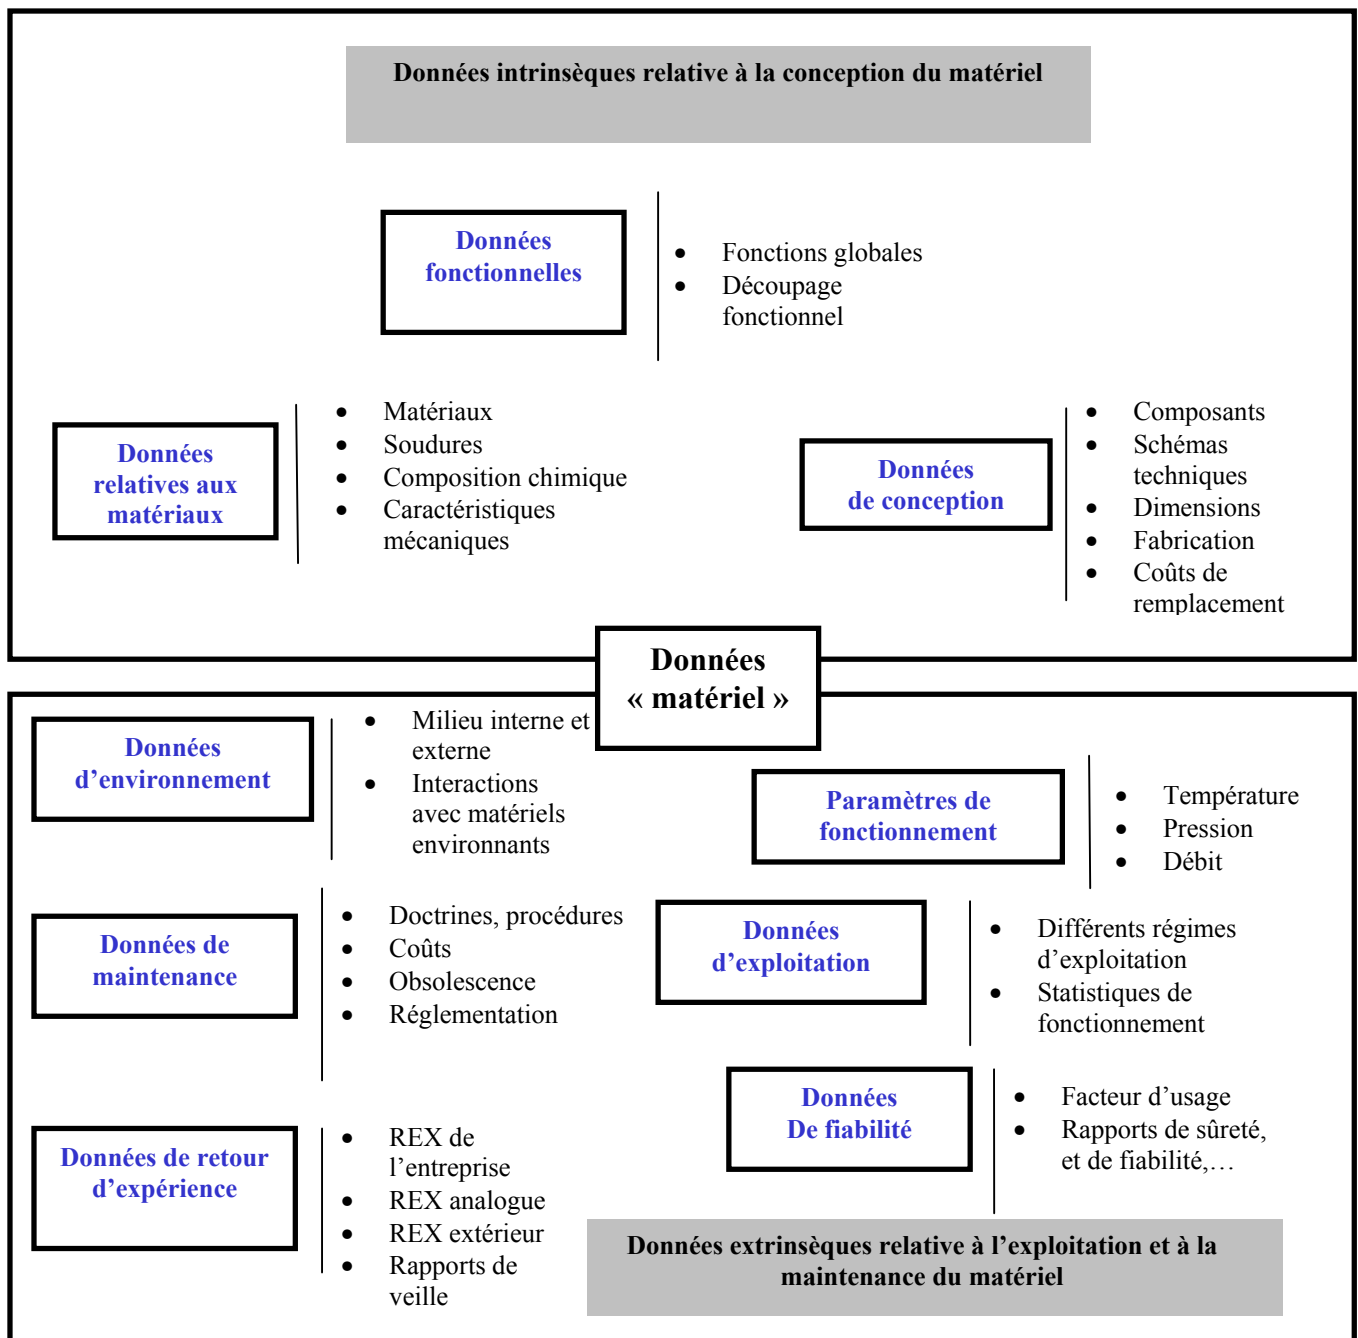 Données intrinsèques relative à la conception du matériel
Données
fonctionnelles
• Fonctions globales
• Découpage
fonctionnel
Données
relatives aux
matériaux
• Matériaux
• Soudures
• Composition chimique
• Caractéristiques
mécaniques
Données
de conception
• Composants
• Schémas
techniques
• Dimensions
• Fabrication
• Coûts de
remplacement
Données
« matériel »
Données
d’environnement
• Milieu interne et
externe
• Interactions
avec matériels
environnants
Paramètres de
fonctionnement
• Température
• Pression
• Débit
Données de
maintenance
• Doctrines, procédures
• Coûts
• Obsolescence
• Réglementation
Données
d’exploitation
• Différents régimes
d’exploitation
• Statistiques de
fonctionnement
Données
De fiabilité
• Facteur d’usage
• Rapports de sûreté,
et de fiabilité,…
Données de retour
d’expérience
• REX de
l’entreprise
• REX analogue
• REX extérieur
• Rapports de
veille
Données extrinsèques relative à l’exploitation et à la
maintenance du matériel